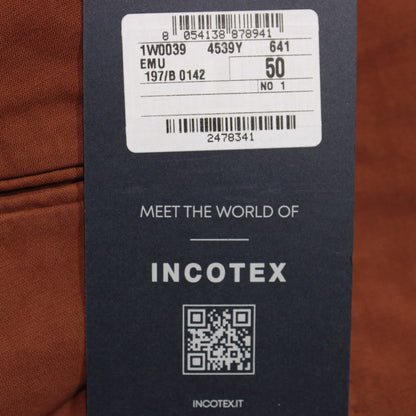 8 054138 878941
1W0039 4539Y 641
EMU 50
197/B 0142
NO 1
2478341
MEET THE WORLD OF
INCOTEX
INCOTEX.IT